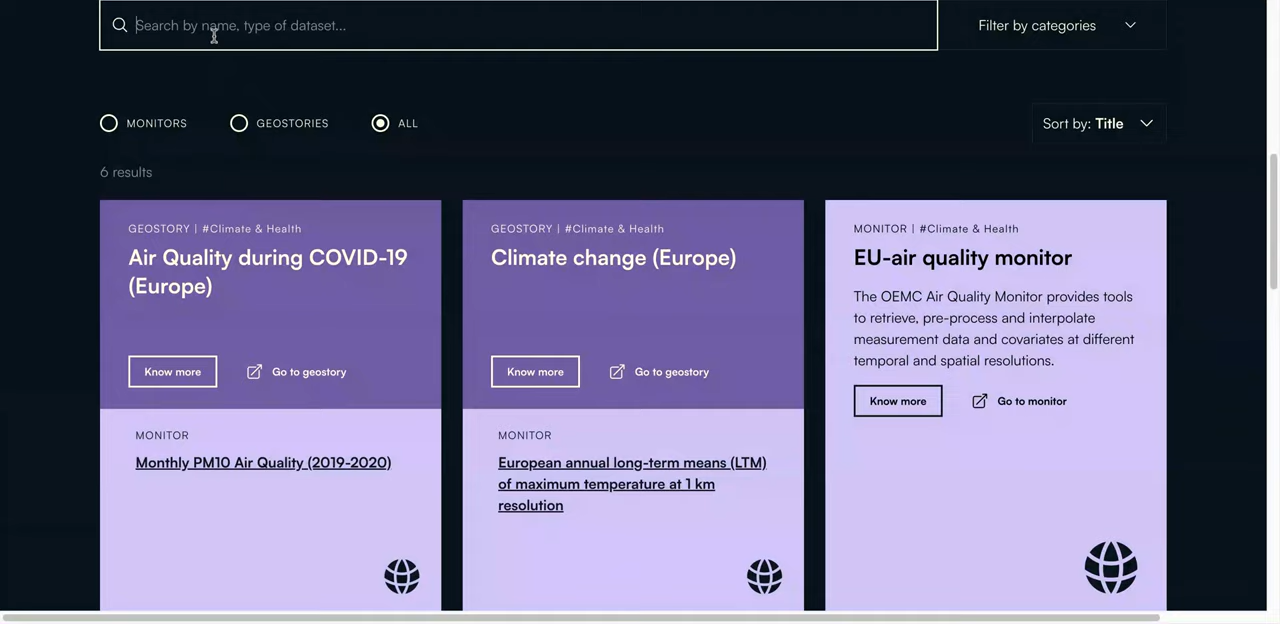 Search by name, type of dataset...
Filter by categories
MONITORS
GEOSTORIES
ALL
Sort by: Title
6 results
GEOSTORY | #Climate & Health
Air Quality during COVID-19
(Europe)
Know more
Go to geostory
MONITOR
Monthly PM10 Air Quality (2019-2020)
GEOSTORY | #Climate & Health
Climate change (Europe)
Know more
Go to geostory
MONITOR
European annual long-term means (LTM)
of maximum temperature at 1 km
resolution
MONITOR | #Climate & Health
EU-air quality monitor
The OEMC Air Quality Monitor provides tools
to retrieve, pre-process and interpolate
measurement data and covariates at different
temporal and spatial resolutions.
Know more
Go to monitor